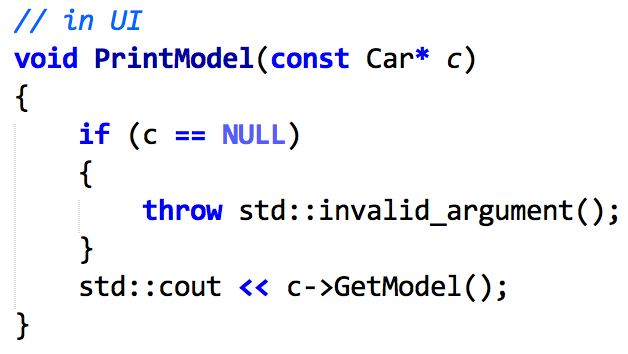 // in UI
void PrintModel(const Car* c)
{
    if (c == NULL)
    {
        throw std::invalid_argument();
    }
    std::cout << c->GetModel();
}